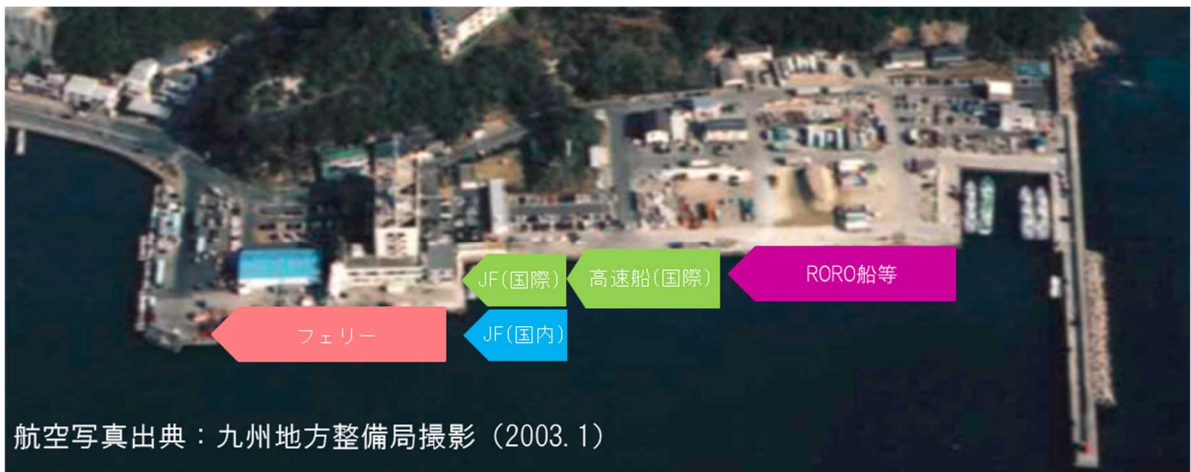 JF(国際)
高速船(国際)
RORO船等
フェリー
JF(国内)
航空写真出典：九州地方整備局撮影（2003.1）